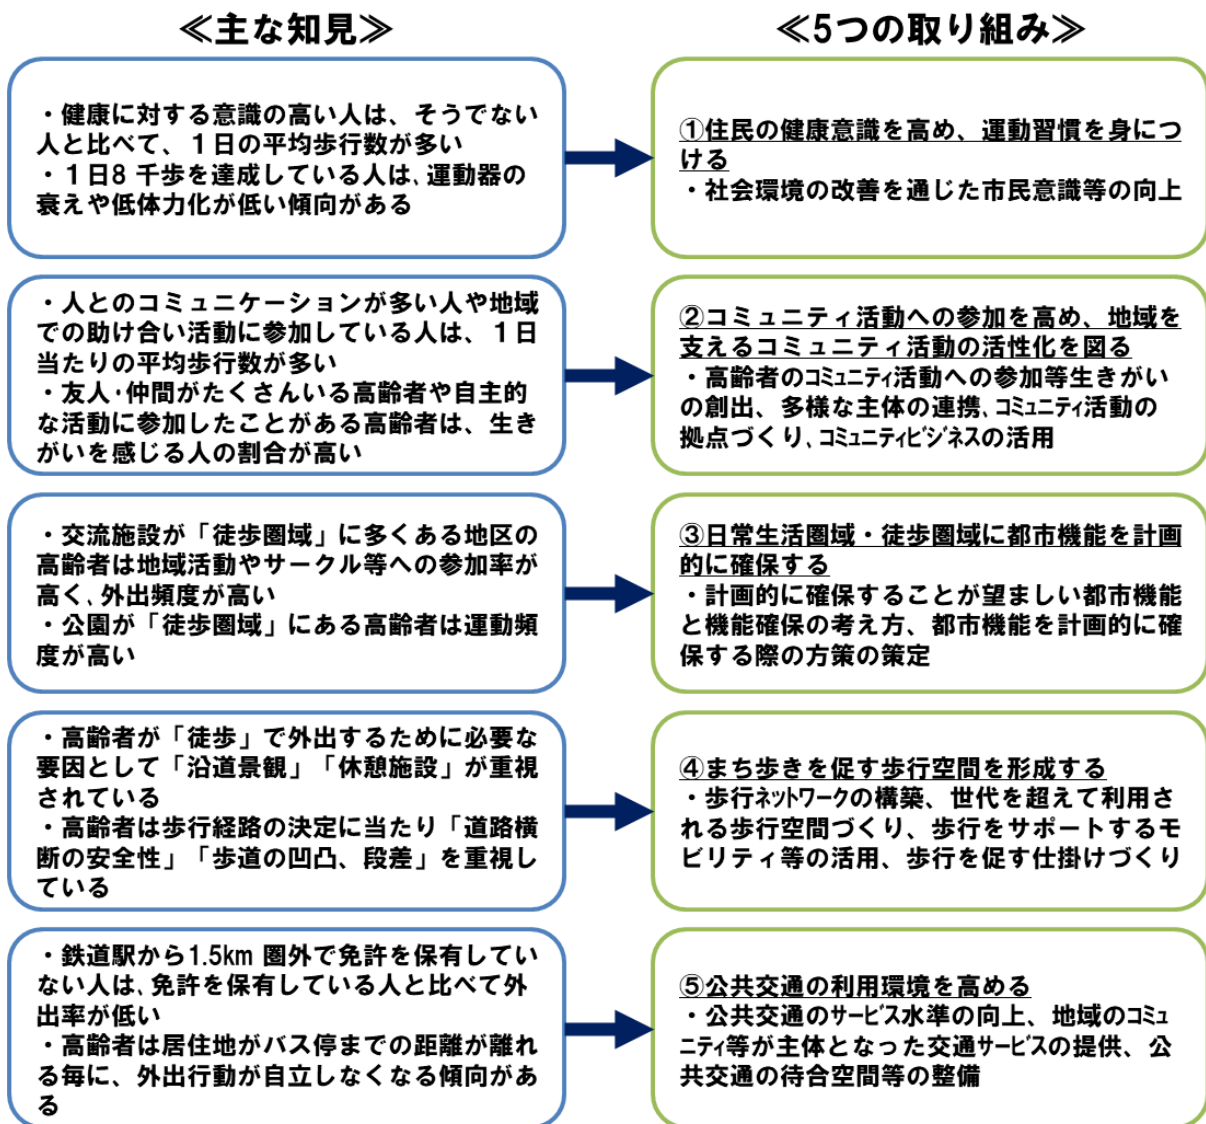 ≪主な知見≫
≪5つの取り組み≫
・健康に対する意識の高い人は、そうでない
人と比べて、１日の平均歩行数が多い
・１日8 千歩を達成している人は、運動器の
衰えや低体力化が低い傾向がある
①住民の健康意識を高め、運動習慣を身につ
ける
・社会環境の改善を通じた市民意識等の向上
・人とのコミュニケーションが多い人や地域
での助け合い活動に参加している人は、１日
当たりの平均歩行数が多い
・友人・仲間がたくさんいる高齢者や自主的
な活動に参加したことがある高齢者は、生き
がいを感じる人の割合が高い
②コミュニティ活動への参加を高め、地域を
支えるコミュニティ活動の活性化を図る
・高齢者のｺﾐｭﾆﾃｨ活動への参加等生きがい
の創出、多様な主体の連携、ｺﾐｭﾆﾃｨ活動の
拠点づくり、ｺﾐｭﾆﾃｨﾋﾞｼﾞﾈｽの活用
・交流施設が「徒歩圏域」に多くある地区の
高齢者は地域活動やサークル等への参加率が
高く、外出頻度が高い
・公園が「徒歩圏域」にある高齢者は運動頻
度が高い
③日常生活圏域・徒歩圏域に都市機能を計画
的に確保する
・計画的に確保することが望ましい都市機能
と機能確保の考え方、都市機能を計画的に確
保する際の方策の策定
・高齢者が「徒歩」で外出するために必要な
要因として「沿道景観」「休憩施設」が重視
されている
・高齢者は歩行経路の決定に当たり「道路横
断の安全性」「歩道の凹凸、段差」を重視し
ている
④まち歩きを促す歩行空間を形成する
・歩行ﾈｯﾄﾜｰｸの構築、世代を超えて利用さ
れる歩行空間づくり、歩行をサポートするモ
ビリティ等の活用、歩行を促す仕掛けづくり
・鉄道駅から1.5km 圏外で免許を保有してい
ない人は、免許を保有している人と比べて外
出率が低い
・高齢者は居住地がバス停までの距離が離れ
る毎に、外出行動が自立しなくなる傾向があ
る
⑤公共交通の利用環境を高める
・公共交通のｻｰﾋﾞｽ水準の向上、地域のｺﾐｭ
ﾆﾃｨ等が主体となった交通ｻｰﾋﾞｽの提供、公
共交通の待合空間等の整備